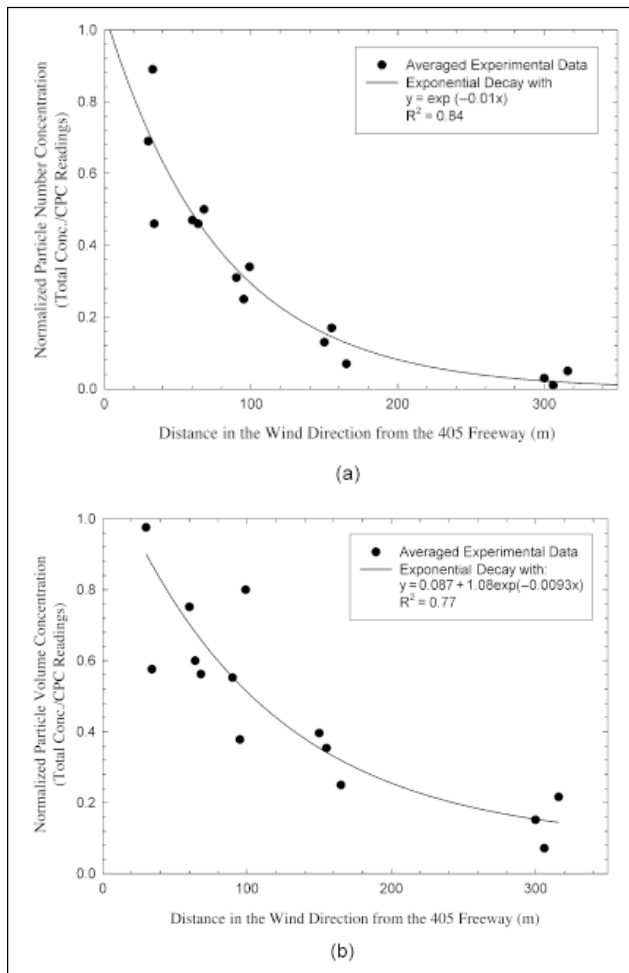 1.0
0.8
0.6
0.4
0.2
0.0
Normalized Particle Number Concentration
(Total Conc./CPC Readings)
Averaged Experimental Data
Exponential Decay with
y = exp (−0.01x)
R² = 0.84
0
100
200
300
Distance in the Wind Direction from the 405 Freeway (m)
(a)
1.0
0.8
0.6
0.4
0.2
0.0
Normalized Particle Volume Concentration
(Total Conc./CPC Readings)
Averaged Experimental Data
Exponential Decay with:
y = 0.087 + 1.08exp(−0.0093x)
R² = 0.77
0
100
200
300
Distance in the Wind Direction from the 405 Freeway (m)
(b)